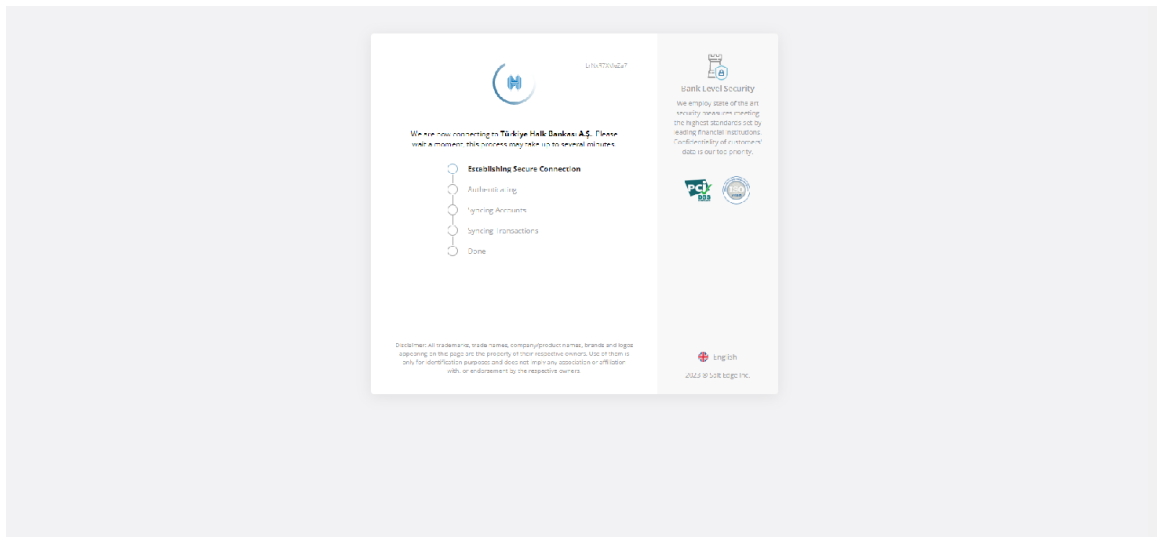 We are now connecting to Türkiye Halk Bankası A.Ş. Please
wait a moment, this process may take up to several minutes.
Establishing Secure Connection
Authenticating
Syncing Accounts
Syncing Transactions
Done
Disclaimer: All trademarks, trade names, company/product names, brands and logos
appearing on this page are the property of their respective owners. Use of them is
only for identification purposes and does not imply any association or affiliation
with, or endorsement by the respective owners.
Bank Level Security
We employ state of the art
security measures meeting
the highest standards set by
leading financial institutions.
Confidentiality of customers'
data is our top priority.
PCI
DSS
English
2023 © Salt Edge Inc.